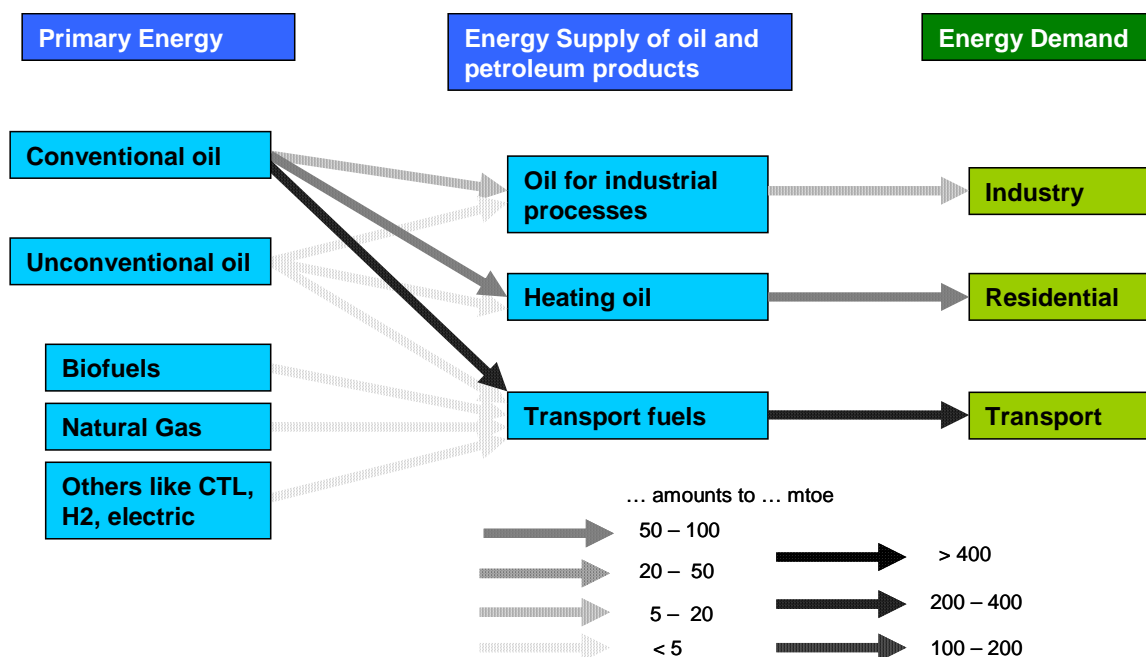 Primary Energy
Energy Supply of oil and
petroleum products
Energy Demand
Conventional oil
Oil for industrial
processes
Industry
Unconventional oil
Heating oil
Residential
Biofuels
Natural Gas
Transport fuels
Transport
Others like CTL,
H2, electric
… amounts to … mtoe
50 – 100
20 – 50
5 – 20
< 5
> 400
200 – 400
100 – 200